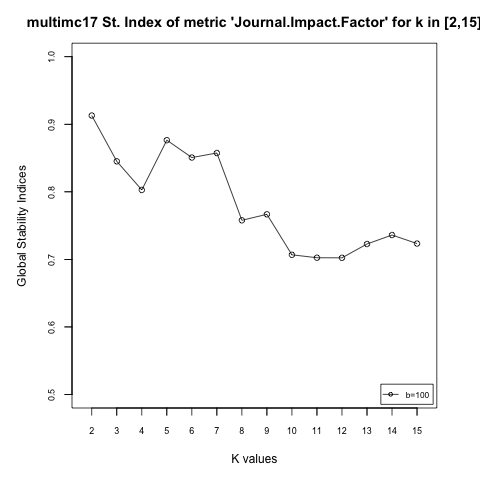 multimc17 St. Index of metric 'Journal.Impact.Factor' for k in [2,15]
Global Stability Indices
1.0
0.9
0.8
0.7
0.6
0.5
b=100
2 3 4 5 6 7 8 9 10 11 12 13 14 15
K values